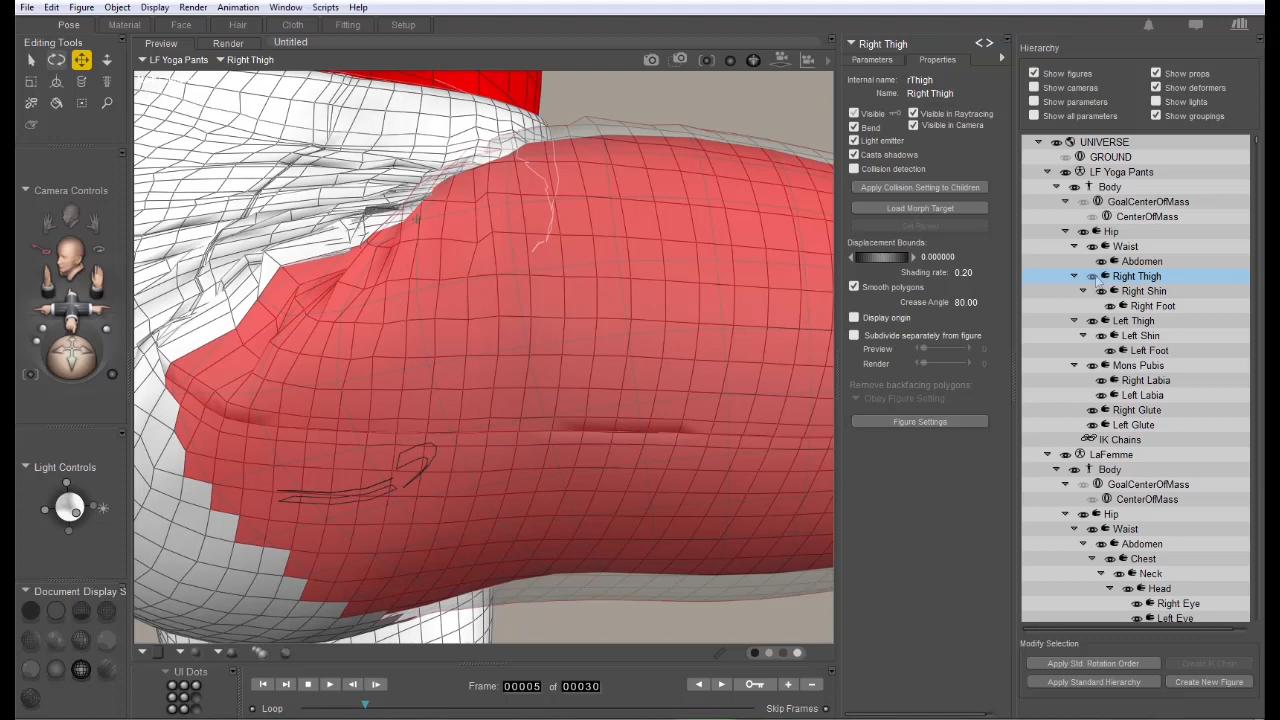 File Edit Figure Object Display Render Animation Window Scripts Help
Pose Material Face Hair Cloth Fitting Setup
Editing Tools
Preview Render Untitled
LF Yoga Pants Right Thigh
Camera Controls
Light Controls
Document Display S
UI Dots
Loop
Frame: 00005 of 00030
Skip Frames
Right Thigh
Parameters Properties
Internal name: rThigh
Name: Right Thigh
Visible Visible in Raytracing
Bend Visible in Camera
Light emitter
Casts shadows
Collision detection
Apply Collision Setting to Children
Load Morph Target
Set Parent
Displacement Bounds:
0.000000
Shading rate: 0.20
Smooth polygons
Crease Angle 80.00
Display origin
Subdivide separately from figure
Preview 0
Render 0
Remove backfacing polygons:
Obey Figure Setting
Figure Settings
Hierarchy
Show figures Show props
Show cameras Show deformers
Show parameters Show lights
Show all parameters Show groupings
UNIVERSE
GROUND
LF Yoga Pants
Body
GoalCenterOfMass
CenterOfMass
Hip
Waist
Abdomen
Right Thigh
Right Shin
Right Foot
Left Thigh
Left Shin
Left Foot
Mons Pubis
Right Labia
Left Labia
Right Glute
Left Glute
IK Chains
LaFemme
Body
GoalCenterOfMass
CenterOfMass
Hip
Waist
Abdomen
Chest
Neck
Head
Right Eye
Left Eye
Modify Selection
Apply Std. Rotation Order Create IK Chain
Apply Standard Hierarchy Create New Figure